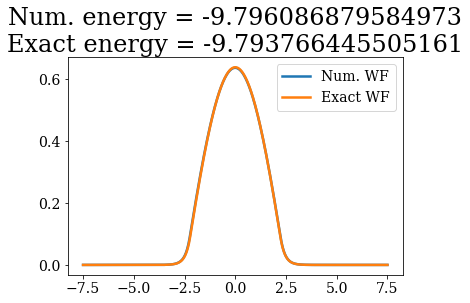 Num. energy = -9.796086879584973
Exact energy = -9.793766445505161
Num. WF
Exact WF
0.6
0.4
0.2
0.0
-7.5 -5.0 -2.5 0.0 2.5 5.0 7.5